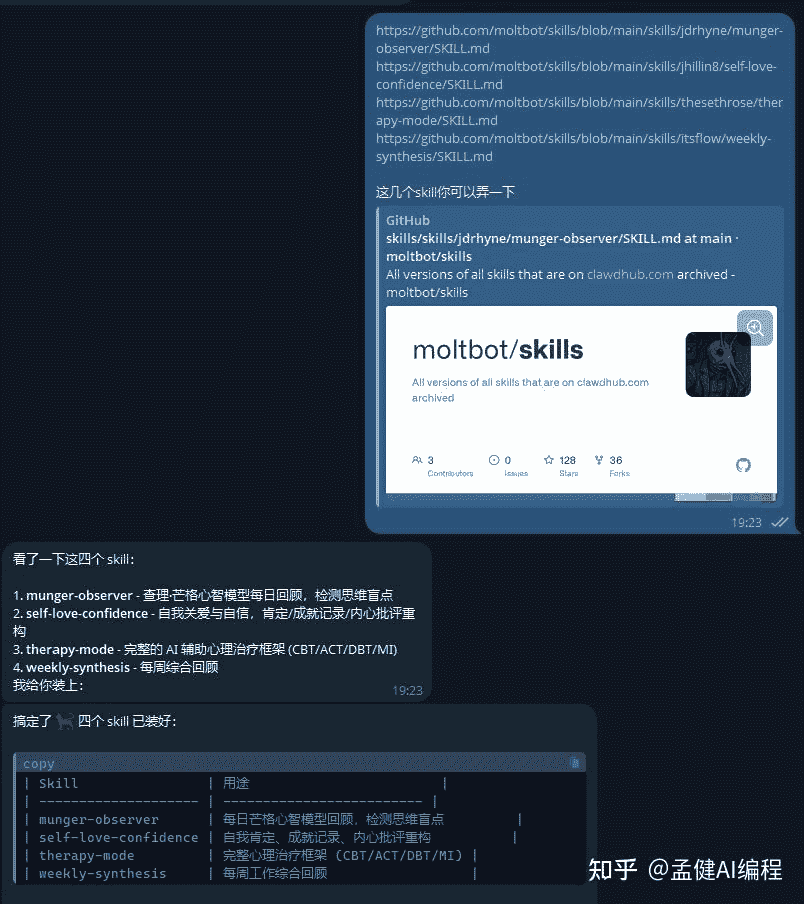 https://github.com/moltbot/skills/blob/main/skills/jdrhyne/munger-
observer/SKILL.md
https://github.com/moltbot/skills/blob/main/skills/jhillin8/self-love-
confidence/SKILL.md
https://github.com/moltbot/skills/blob/main/skills/thesethrose/ther
apy-mode/SKILL.md
https://github.com/moltbot/skills/blob/main/skills/itsflow/weekly-
synthesis/SKILL.md
这几个skill你可以弄一下
GitHub
skills/skills/jdrhyne/munger-observer/SKILL.md at main ·
moltbot/skills
All versions of all skills that are on clawdhub.com archived -
moltbot/skills
moltbot/skills
All versions of all skills that are on clawdhub.com
archived
3 Contributors 0 Issues 128 Stars 36 Forks
19:23
看了一下这四个 skill：
1. munger-observer - 查理·芒格心智模型每日回顾，检测思维盲点
2. self-love-confidence - 自我关爱与自信，肯定/成就记录/内心批评重
构
3. therapy-mode - 完整的 AI 辅助心理治疗框架 (CBT/ACT/DBT/MI)
4. weekly-synthesis - 每周综合回顾
我给你装上：
19:23
搞定了 🐈‍⬛ 四个 skill 已装好：
copy
| Skill | 用途 |
| -------------------- | ------------------------- |
| munger-observer | 每日芒格心智模型回顾，检测思维盲点 |
| self-love-confidence | 自我肯定、成就记录、内心批评重构 |
| therapy-mode | 完整心理治疗框架 (CBT/ACT/DBT/MI) |
| weekly-synthesis | 每周工作综合回顾 |
知乎 @孟健AI编程